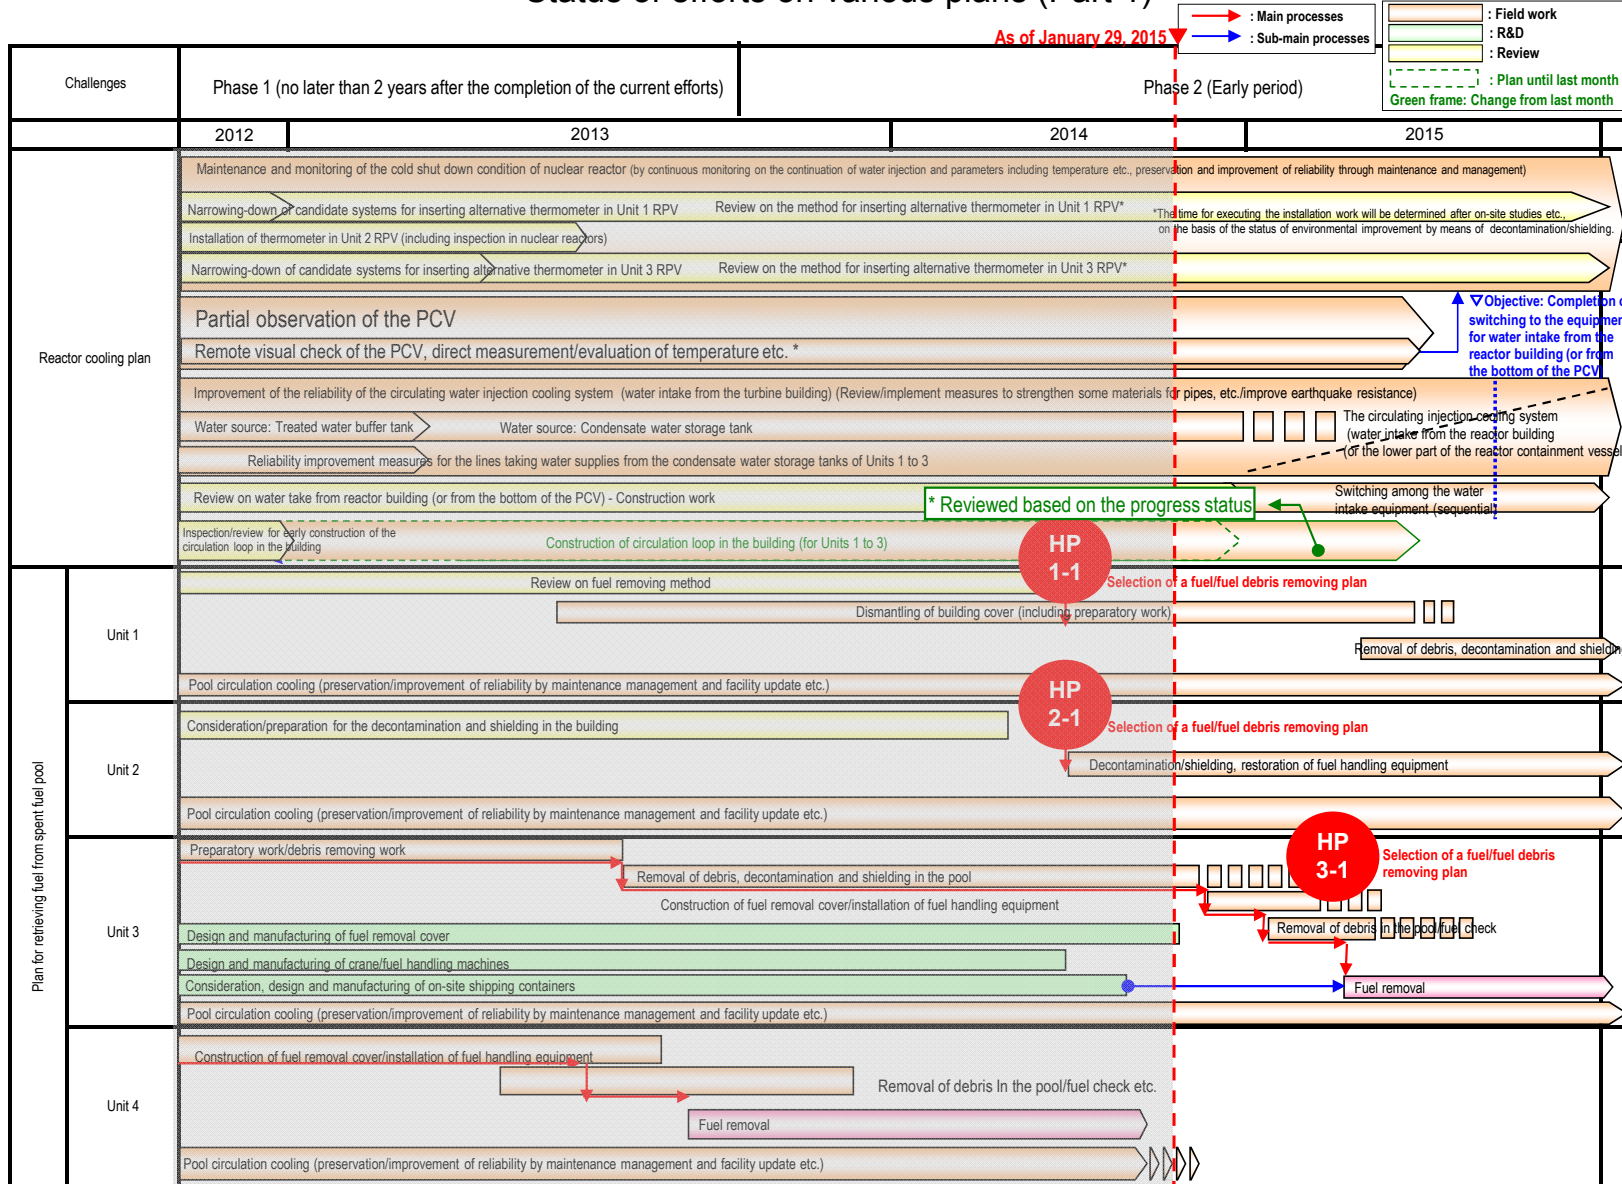 Status of efforts on various plans (Part 1)
: Main processes
: Sub-main processes
: Field work
: R&D
: Review
: Plan until last month
Green frame: Change from last month
As of January 29, 2015
Challenges
Phase 1 (no later than 2 years after the completion of the current efforts)
Phase 2 (Early period)
2012
2013
2014
2015
Reactor cooling plan
Maintenance and monitoring of the cold shut down condition of nuclear reactor (by continuous monitoring on the continuation of water injection and parameters including temperature etc., preservation and improvement of reliability through maintenance and management)
Narrowing-down of candidate systems for inserting alternative thermometer in Unit 1 RPV
Review on the method for inserting alternative thermometer in Unit 1 RPV*
*The time for executing the installation work will be determined after on-site studies etc.,
on the basis of the status of environmental improvement by means of decontamination/shielding.
Installation of thermometer in Unit 2 RPV (including inspection in nuclear reactors)
Narrowing-down of candidate systems for inserting alternative thermometer in Unit 3 RPV
Review on the method for inserting alternative thermometer in Unit 3 RPV*
Partial observation of the PCV
Remote visual check of the PCV, direct measurement/evaluation of temperature etc. *
▽Objective: Completion o
switching to the equipmen
for water intake from the
reactor building (or from
the bottom of the PCV)
Improvement of the reliability of the circulating water injection cooling system (water intake from the turbine building) (Review/implement measures to strengthen some materials for pipes, etc./improve earthquake resistance)
Water source: Treated water buffer tank
Water source: Condensate water storage tank
The circulating injection cooling system
(water intake from the reactor building
(or the lower part of the reactor containment vessel
Reliability improvement measures for the lines taking water supplies from the condensate water storage tanks of Units 1 to 3
Review on water take from reactor building (or from the bottom of the PCV) - Construction work
* Reviewed based on the progress status
Switching among the water
intake equipment (sequential)
Inspection/review for early construction of the
circulation loop in the building
Construction of circulation loop in the building (for Units 1 to 3)
Plan for retrieving fuel from spent fuel pool
Unit 1
HP
1-1
Review on fuel removing method
Selection of a fuel/fuel debris removing plan
Dismantling of building cover (including preparatory work)
Removal of debris, decontamination and shieldin
Pool circulation cooling (preservation/improvement of reliability by maintenance management and facility update etc.)
Unit 2
HP
2-1
Consideration/preparation for the decontamination and shielding in the building
Selection of a fuel/fuel debris removing plan
Decontamination/shielding, restoration of fuel handling equipment
Pool circulation cooling (preservation/improvement of reliability by maintenance management and facility update etc.)
Unit 3
Preparatory work/debris removing work
HP
3-1
Selection of a fuel/fuel debris
removing plan
Removal of debris, decontamination and shielding in the pool
Construction of fuel removal cover/installation of fuel handling equipment
Removal of debris in the pool/fuel check
Design and manufacturing of fuel removal cover
Design and manufacturing of crane/fuel handling machines
Consideration, design and manufacturing of on-site shipping containers
Fuel removal
Pool circulation cooling (preservation/improvement of reliability by maintenance management and facility update etc.)
Unit 4
Construction of fuel removal cover/installation of fuel handling equipment
Removal of debris In the pool/fuel check etc.
Fuel removal
Pool circulation cooling (preservation/improvement of reliability by maintenance management and facility update etc.)